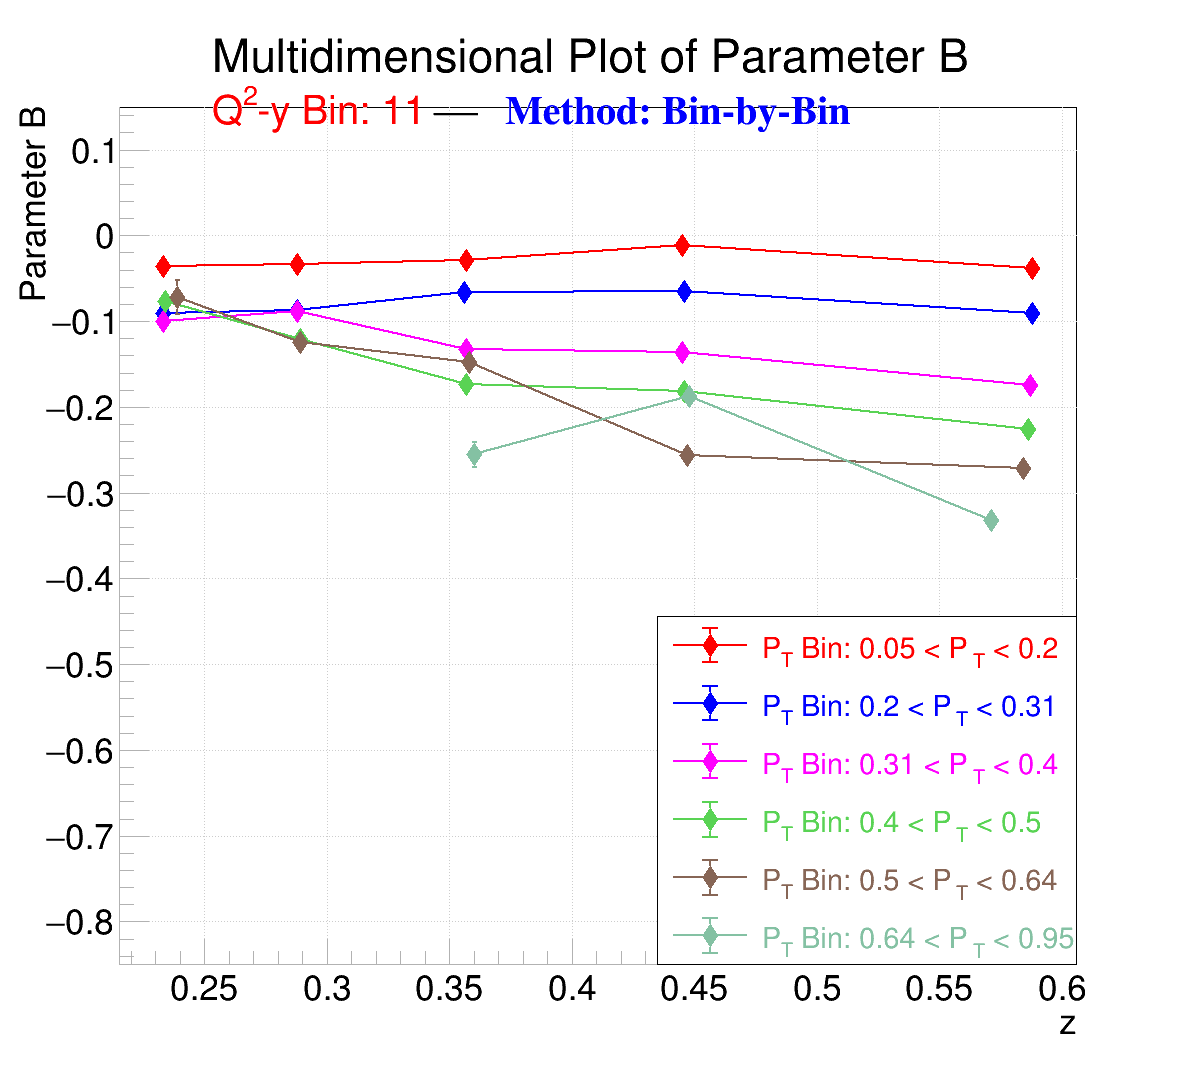 Multidimensional Plot of Parameter B
Q2-y Bin: 11 — Method: Bin-by-Bin
Parameter B
0.1
0
−0.1
−0.2
−0.3
−0.4
−0.5
−0.6
−0.7
−0.8
PT Bin: 0.05 < PT < 0.2
PT Bin: 0.2 < PT < 0.31
PT Bin: 0.31 < PT < 0.4
PT Bin: 0.4 < PT < 0.5
PT Bin: 0.5 < PT < 0.64
PT Bin: 0.64 < PT < 0.95
0.25 0.3 0.35 0.4 0.45 0.5 0.55 0.6
z